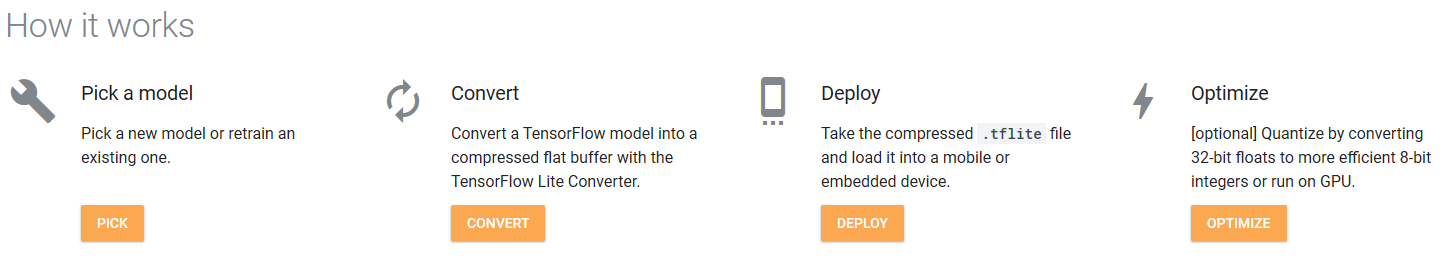 How it works
Pick a model
Pick a new model or retrain an
existing one.
PICK
Convert
Convert a TensorFlow model into a
compressed flat buffer with the
TensorFlow Lite Converter.
CONVERT
Deploy
Take the compressed .tflite file
and load it into a mobile or
embedded device.
DEPLOY
Optimize
[optional] Quantize by converting
32-bit floats to more efficient 8-bit
integers or run on GPU.
OPTIMIZE